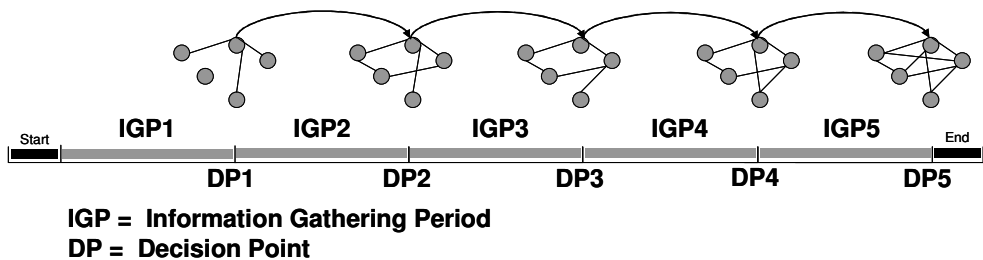 IGP1 IGP2 IGP3 IGP4 IGP5
Start End
DP1 DP2 DP3 DP4 DP5
IGP = Information Gathering Period
DP = Decision Point